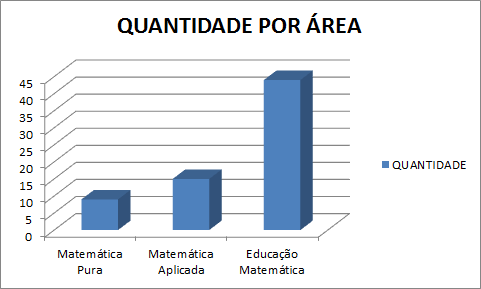 QUANTIDADE POR ÁREA
45
40
35
30
25
20
15
10
5
0
Matemática
Pura
Matemática
Aplicada
Educação
Matemática
QUANTIDADE